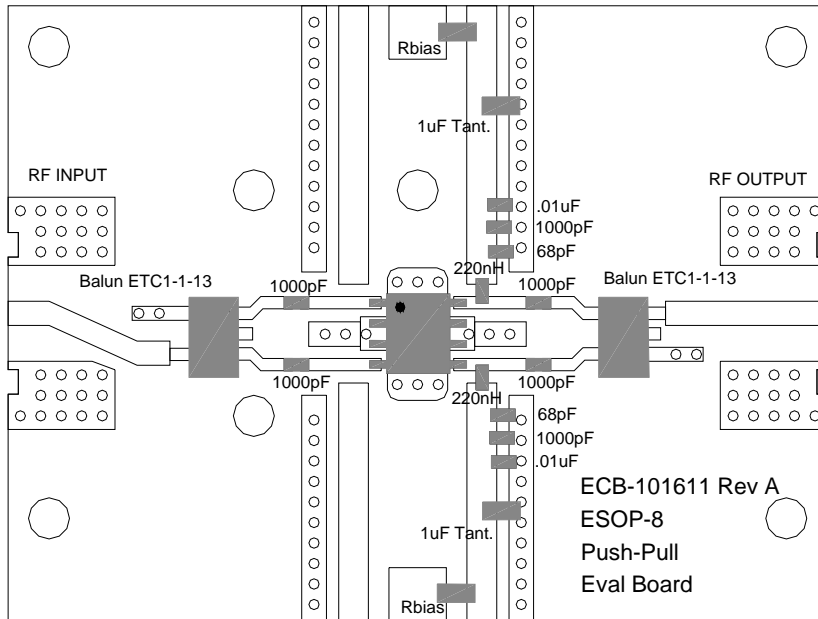 Rbias
1uF Tant.
RF INPUT
RF OUTPUT
.01uF
1000pF
68pF
220nH
Balun ETC1-1-13
1000pF
1000pF
Balun ETC1-1-13
1000pF
1000pF
220nH
68pF
1000pF
.01uF
1uF Tant.
ECB-101611 Rev A
ESOP-8
Push-Pull
Eval Board
Rbias